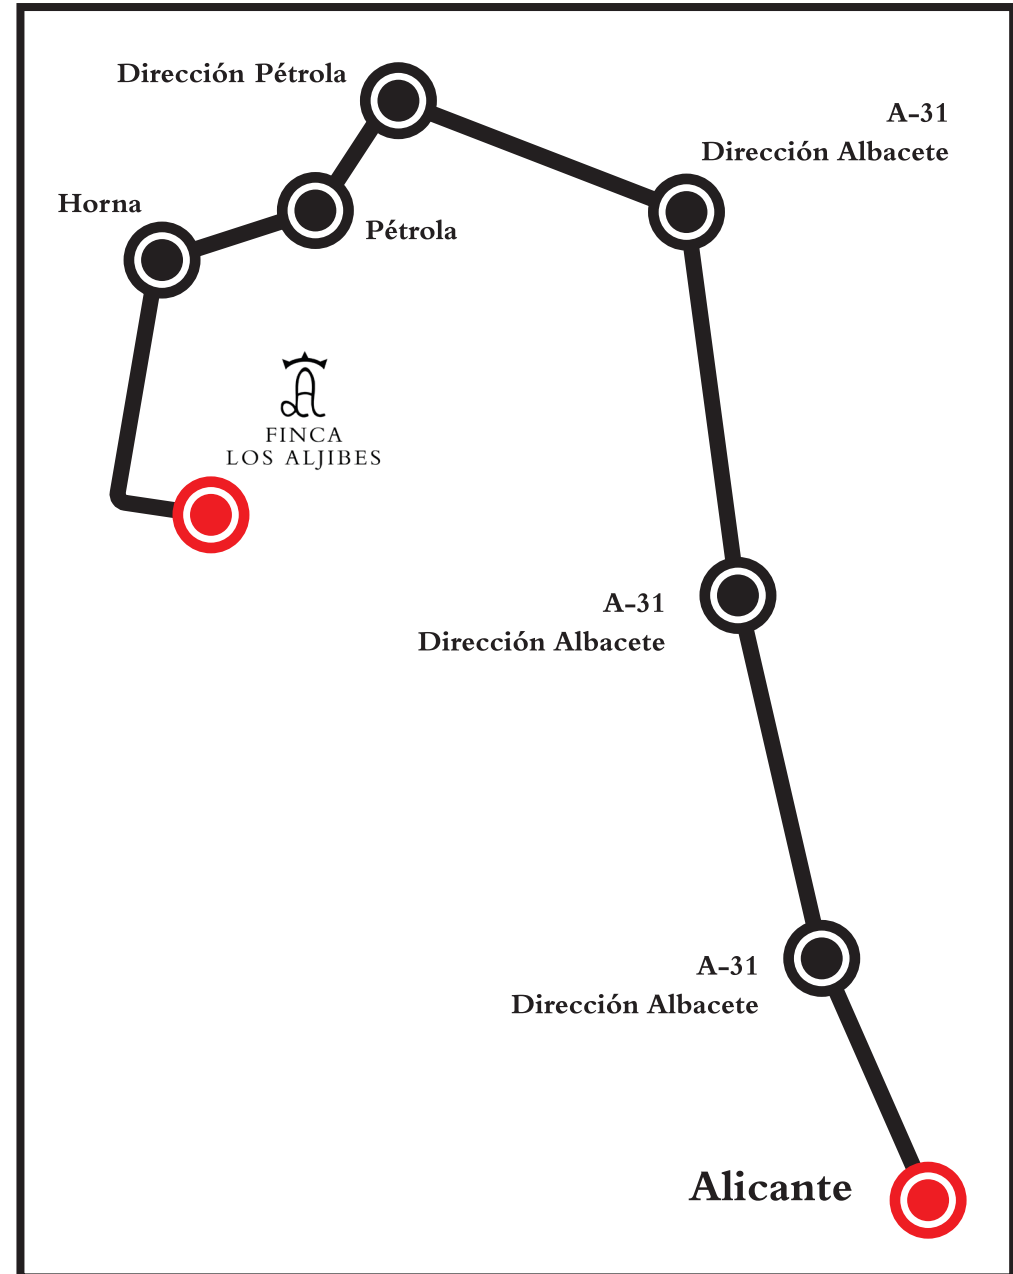 Dirección Pétrola
A-31
Dirección Albacete
Horna
Pétrola
FINCA
LOS ALJIBES
A-31
Dirección Albacete
A-31
Dirección Albacete
Alicante